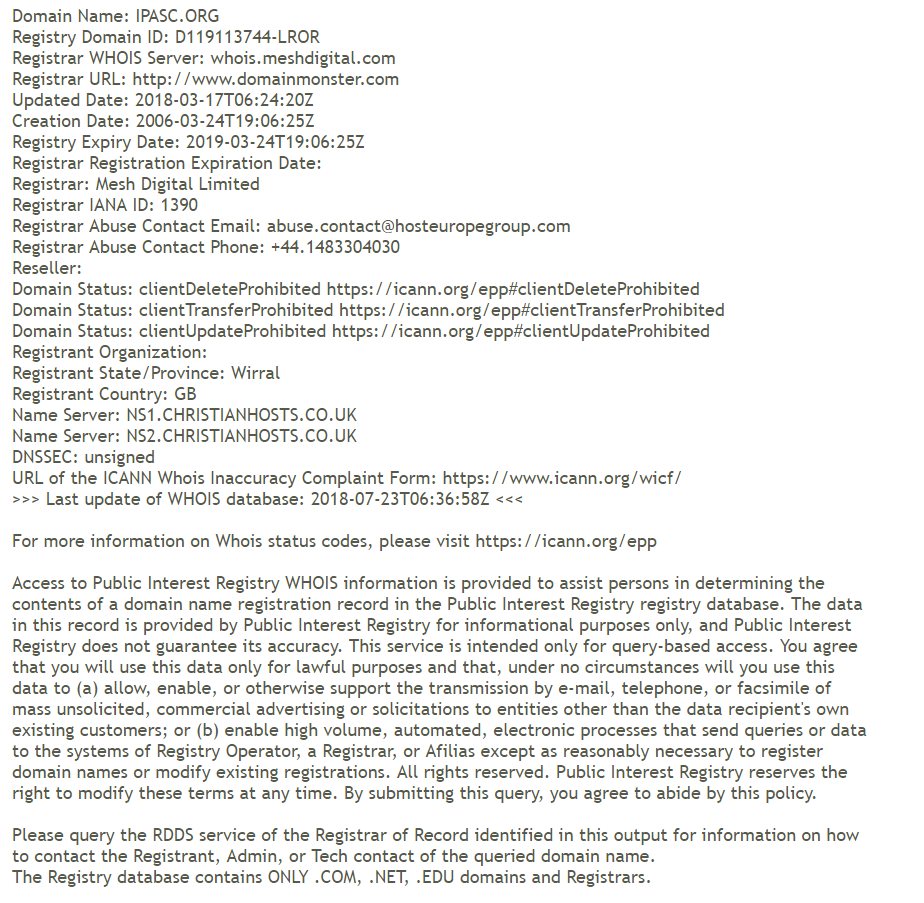 Domain Name: IPASC.ORG
Registry Domain ID: D119113744-LROR
Registrar WHOIS Server: whois.meshdigital.com
Registrar URL: http://www.domainmonster.com
Updated Date: 2018-03-17T06:24:20Z
Creation Date: 2006-03-24T19:06:25Z
Registry Expiry Date: 2019-03-24T19:06:25Z
Registrar Registration Expiration Date:
Registrar: Mesh Digital Limited
Registrar IANA ID: 1390
Registrar Abuse Contact Email: abuse.contact@hosteuropegroup.com
Registrar Abuse Contact Phone: +44.1483304030
Reseller:
Domain Status: clientDeleteProhibited https://icann.org/epp#clientDeleteProhibited
Domain Status: clientTransferProhibited https://icann.org/epp#clientTransferProhibited
Domain Status: clientUpdateProhibited https://icann.org/epp#clientUpdateProhibited
Registrant Organization:
Registrant State/Province: Wirral
Registrant Country: GB
Name Server: NS1.CHRISTIANHOSTS.CO.UK
Name Server: NS2.CHRISTIANHOSTS.CO.UK
DNSSEC: unsigned
URL of the ICANN Whois Inaccuracy Complaint Form: https://www.icann.org/wicf/
>>> Last update of WHOIS database: 2018-07-23T06:36:58Z <<<
For more information on Whois status codes, please visit https://icann.org/epp
Access to Public Interest Registry WHOIS information is provided to assist persons in determining the
contents of a domain name registration record in the Public Interest Registry registry database. The data
in this record is provided by Public Interest Registry for informational purposes only, and Public Interest
Registry does not guarantee its accuracy. This service is intended only for query-based access. You agree
that you will use this data only for lawful purposes and that, under no circumstances will you use this
data to (a) allow, enable, or otherwise support the transmission by e-mail, telephone, or facsimile of
mass unsolicited, commercial advertising or solicitations to entities other than the data recipient's own
existing customers; or (b) enable high volume, automated, electronic processes that send queries or data
to the systems of Registry Operator, a Registrar, or Afilias except as reasonably necessary to register
domain names or modify existing registrations. All rights reserved. Public Interest Registry reserves the
right to modify these terms at any time. By submitting this query, you agree to abide by this policy.
Please query the RDDS service of the Registrar of Record identified in this output for information on how
to contact the Registrant, Admin, or Tech contact of the queried domain name.
The Registry database contains ONLY .COM, .NET, .EDU domains and Registrars.